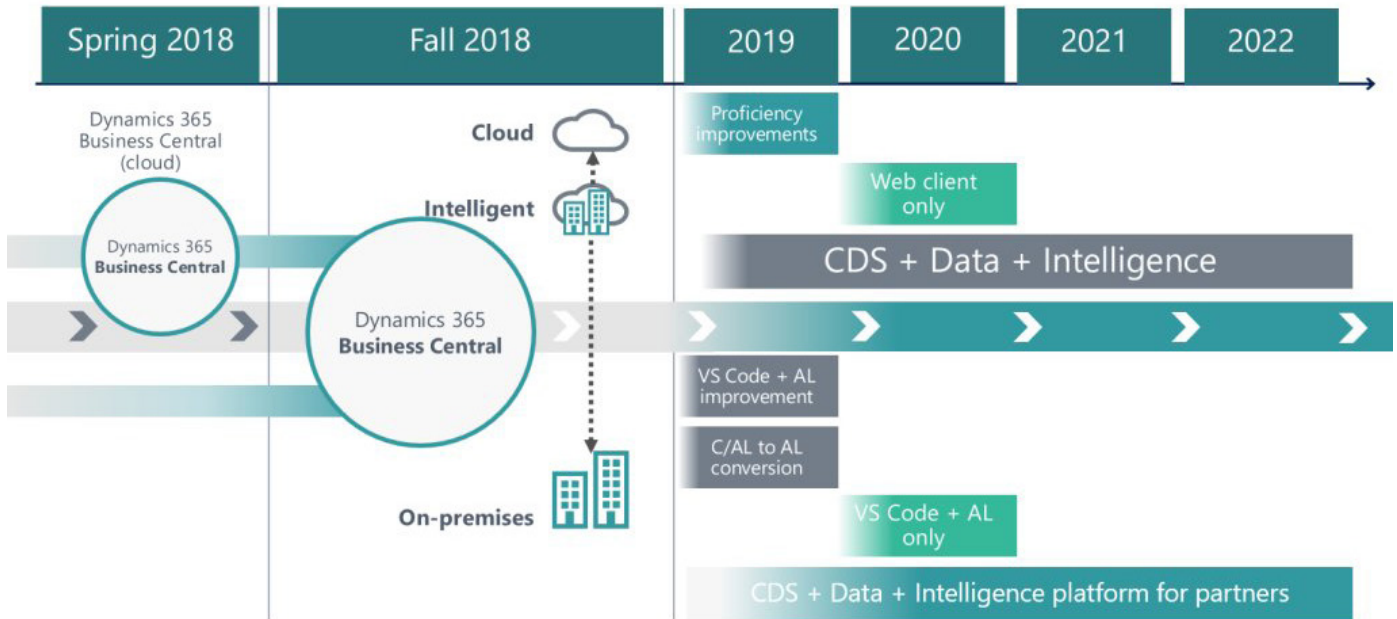 Spring 2018
Fall 2018
2019
2020
2021
2022
Dynamics 365
Business Central
(cloud)
Dynamics 365
Business Central
Dynamics 365
Business Central
Cloud
Intelligent
On-premises
Proficiency
improvements
Web client
only
CDS + Data + Intelligence
VS Code + AL
improvement
C/AL to AL
conversion
VS Code + AL
only
CDS + Data + Intelligence platform for partners